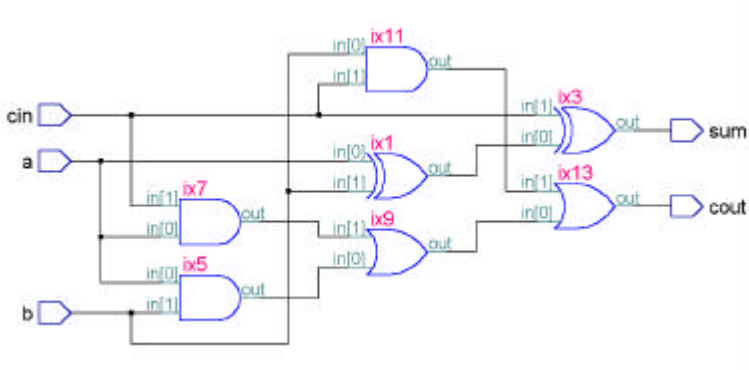 ix11
in[0]
out
in[1]
cin
in[1]
ix3
out
sum
in[0]
a
in[0]
ix1
out
in[1]
ix7
in[1]
out
in[0]
ix13
in[1]
out
cout
in[0]
ix9
in[1]
out
in[0]
ix5
in[0]
out
in[1]
b